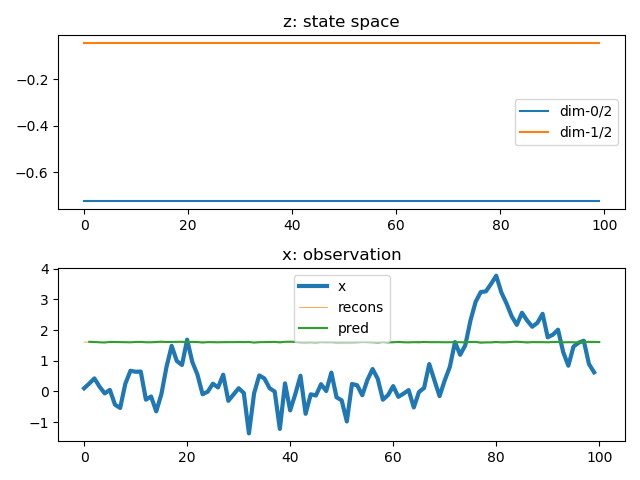 z: state space
−0.2
−0.4
−0.6
dim-0/2
dim-1/2
0 20 40 60 80 100
x: observation
4
3
2
1
0
−1
x
recons
pred
0 20 40 60 80 100